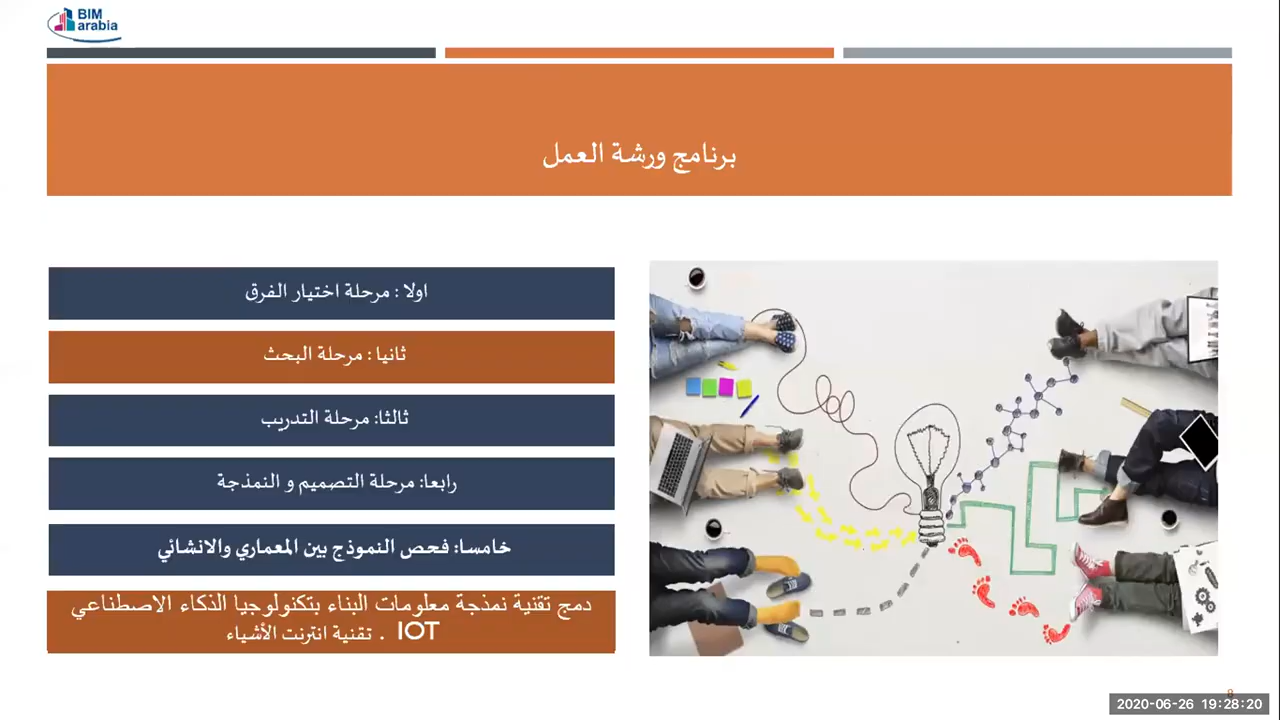 BIM
arabia
برنامج ورشة العمل
اولا : مرحلة اختيار الفرق
ثانيا : مرحلة البحث
ثالثا: مرحلة التدريب
رابعا: مرحلة التصميم و النمذجة
خامسا: فحص النموذج بين المعماري والانشائي
دمج تقنية نمذجة معلومات البناء بتكنولوجيا الذكاء الاصطناعي
IOT . تقنية انترنت الأشياء
8
2020-06-26 19:28:20